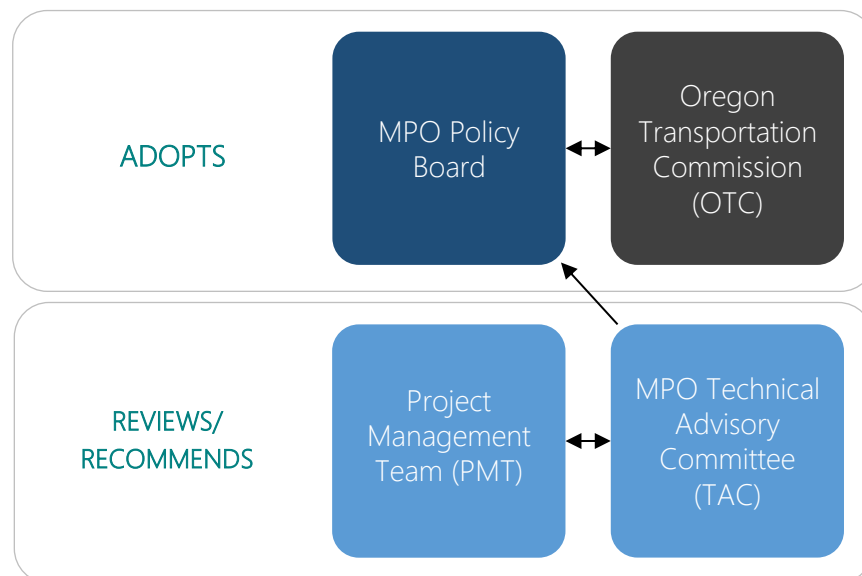 ADOPTS
MPO Policy
Board
Oregon
Transportation
Commission
(OTC)
REVIEWS/
RECOMMENDS
Project
Management
Team (PMT)
MPO Technical
Advisory
Committee
(TAC)